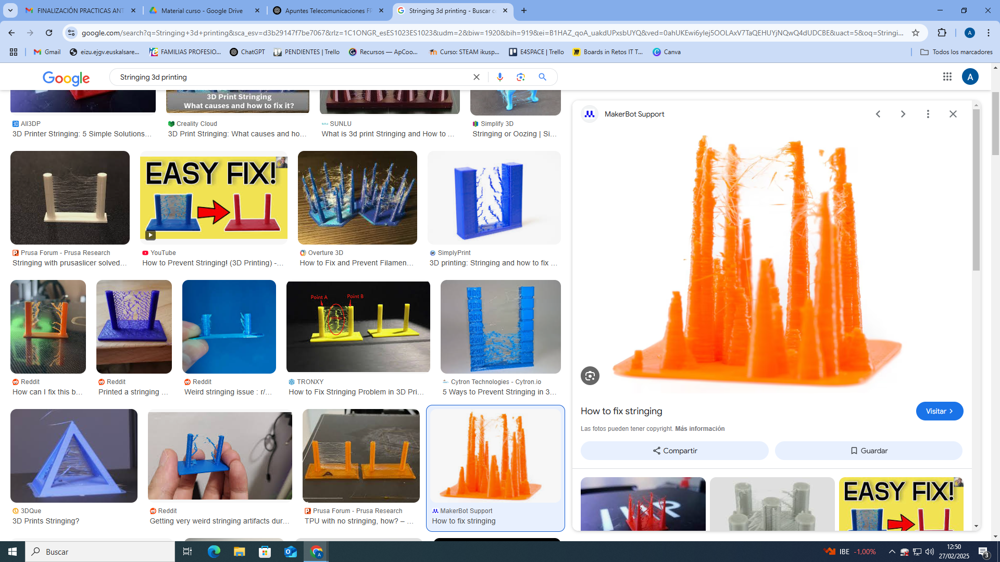 FINALIZACIÓN PRACTICAS ANT
Material curso - Google Drive
Apuntes Telecomunicaciones FP
Stringing 3d printing - Buscar co
google.com/search?q=Stringing+3d+printing&sca_esv=d3b29147f7be7067&rlz=1C1ONGR_esES1023ES1023&udm=2&biw=1920&bih=919&ei=B1HAZ_qoA_uakdUPxsbUYQ&ved=0ahUKEwi6ylej5OOLAxV7TaQEHUYjNQwQ4dUDCBE&uact=5&oq=Stringi...
A
Gmail
eizu.ejgv.euskalsare...
FAMILIAS PROFESIO...
ChatGPT
PENDIENTES | Trello
Recursos — ApCoo...
Curso: STEAM ikusp...
E4SPACE | Trello
Boards in Retos IT T...
Canva
Todos los marcadores
Google
Stringing 3d printing
A
3D Print Stringing
What causes and how to fix it?
All3DP
3D Printer Stringing: 5 Simple Solutions...
Creality Cloud
3D Print Stringing: What causes and ho...
SUNLU
What is 3d print Stringing and How to ...
Simplify 3D
Stringing or Oozing | Si...
EASY FIX!
Prusa Forum - Prusa Research
Stringing with prusaslicer solved...
YouTube
How to Prevent Stringing! (3D Printing) -...
Overture 3D
How to Fix and Prevent Filamen...
SimplyPrint
3D printing: Stringing and how to fix ...
Point A
Point B
200
210
220
230
240
Reddit
How can I fix this b...
Reddit
Printed a stringing ...
Reddit
Weird stringing issue : r/...
TRONXY
How to Fix Stringing Problem in 3D Pri...
Cytron Technologies - Cytron.io
5 Ways to Prevent Stringing in 3...
3DQue
3D Prints Stringing?
Reddit
Getting very weird stringing artifacts dur...
Prusa Forum - Prusa Research
TPU with no stringing, how? – ...
MakerBot Support
How to fix stringing
MakerBot Support
How to fix stringing
Visitar
Las fotos pueden tener copyright. Más información
Compartir
Guardar
EASY FIX!
Buscar
IBE -1,00%
12:50
27/02/2025
3